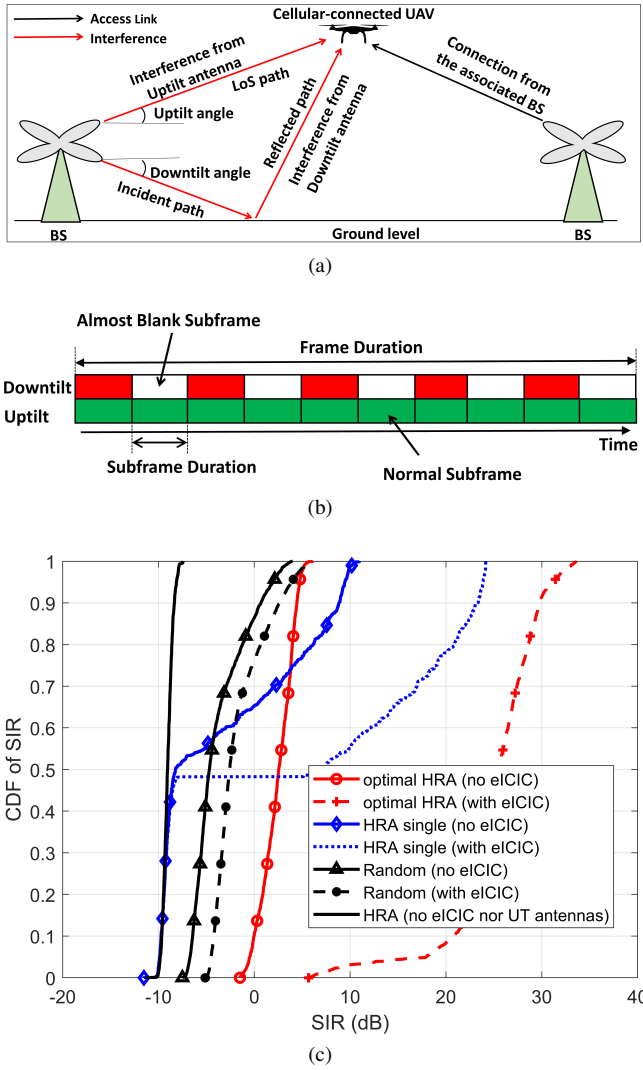 Access Link
Interference
Cellular-connected UAV
Interference from
Uptilt antenna
LoS path
Uptilt angle
Reflected path
Interference from
Downtilt antenna
Connection from
the associated BS
Downtilt angle
Incident path
BS
Ground level
BS
(a)
Almost Blank Subframe
Frame Duration
Downtilt
Uptilt
Time
Subframe Duration
Normal Subframe
(b)
1
0.9
0.8
0.7
0.6
0.5
0.4
0.3
0.2
0.1
0
CDF of SIR
optimal HRA (no eICIC)
optimal HRA (with eICIC)
HRA single (no eICIC)
HRA single (with eICIC)
Random (no eICIC)
Random (with eICIC)
HRA (no eICIC nor UT antennas)
-20 -10 0 10 20 30 40
SIR (dB)
(c)